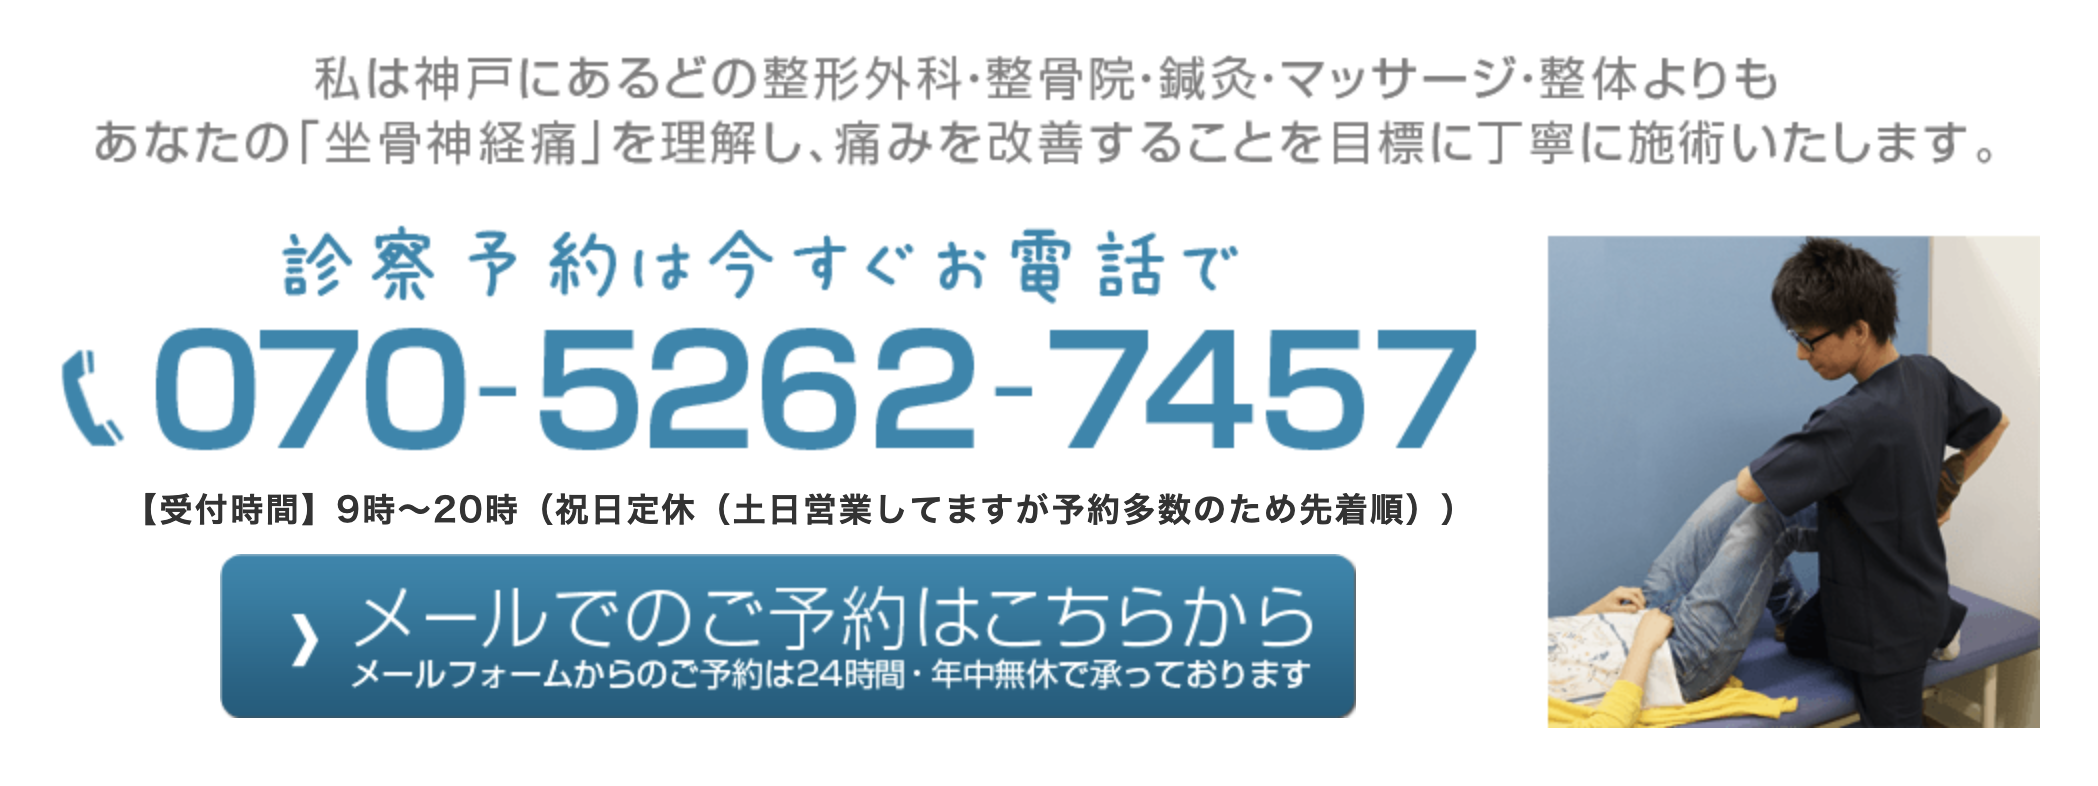 私は神戸にあるどの整形外科・整骨院・鍼灸・マッサージ・整体よりも
あなたの「坐骨神経痛」を理解し、痛みを改善することを目標に丁寧に施術いたします。
診察予約は今すぐお電話で
070-5262-7457
【受付時間】9時〜20時（祝日定休（土日営業してますが予約多数のため先着順））
メールでのご予約はこちらから
メールフォームからのご予約は24時間・年中無休で承っております